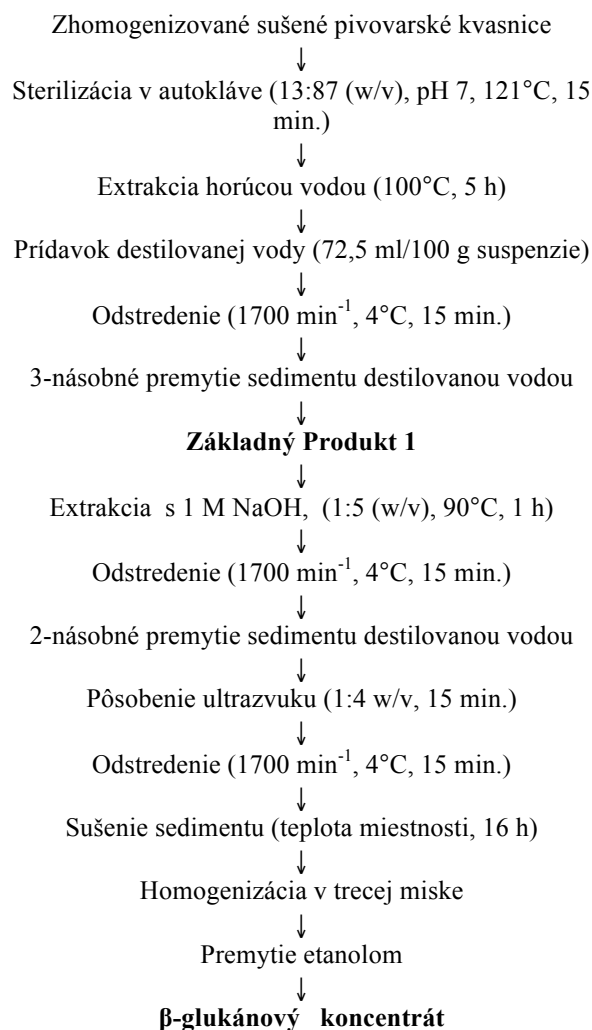 Zhomogenizované sušené pivovarské kvasnice
↓
Sterilizácia v autokláve (13:87 (w/v), pH 7, 121°C, 15
min.)
↓
Extrakcia horúcou vodou (100°C, 5 h)
↓
Prídavok destilovanej vody (72,5 ml/100 g suspenzie)
↓
Odstredenie (1700 min⁻¹, 4°C, 15 min.)
↓
3-násobné premytie sedimentu destilovanou vodou
↓
Základný Produkt 1
↓
Extrakcia s 1 M NaOH, (1:5 (w/v), 90°C, 1 h)
↓
Odstredenie (1700 min⁻¹, 4°C, 15 min.)
↓
2-násobné premytie sedimentu destilovanou vodou
↓
Pôsobenie ultrazvuku (1:4 w/v, 15 min.)
↓
Odstredenie (1700 min⁻¹, 4°C, 15 min.)
↓
Sušenie sedimentu (teplota miestnosti, 16 h)
↓
Homogenizácia v trecej miske
↓
Premytie etanolom
↓
β-glukánový koncentrát